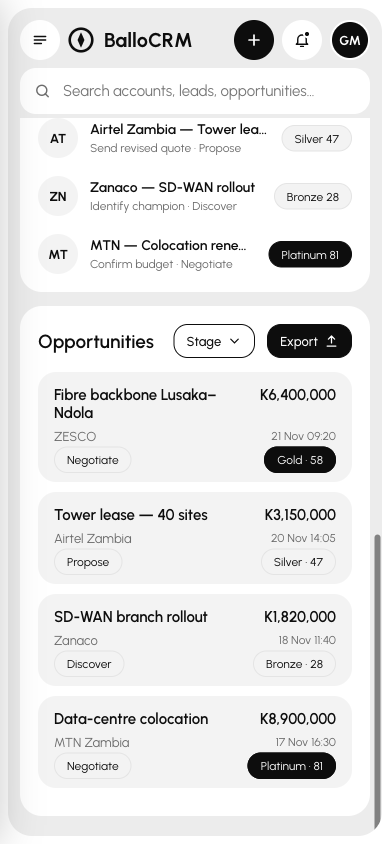 BalloCRM
GM
Search accounts, leads, opportunities...
AT
Airtel Zambia — Tower lea...
Send revised quote · Propose
Silver 47
ZN
Zanaco — SD-WAN rollout
Identify champion · Discover
Bronze 28
MT
MTN — Colocation rene...
Confirm budget · Negotiate
Platinum 81
Opportunities
Stage
Export
Fibre backbone Lusaka–
Ndola
K6,400,000
ZESCO
21 Nov 09:20
Negotiate
Gold · 58
Tower lease — 40 sites
K3,150,000
Airtel Zambia
20 Nov 14:05
Propose
Silver · 47
SD-WAN branch rollout
K1,820,000
Zanaco
18 Nov 11:40
Discover
Bronze · 28
Data-centre colocation
K8,900,000
MTN Zambia
17 Nov 16:30
Negotiate
Platinum · 81